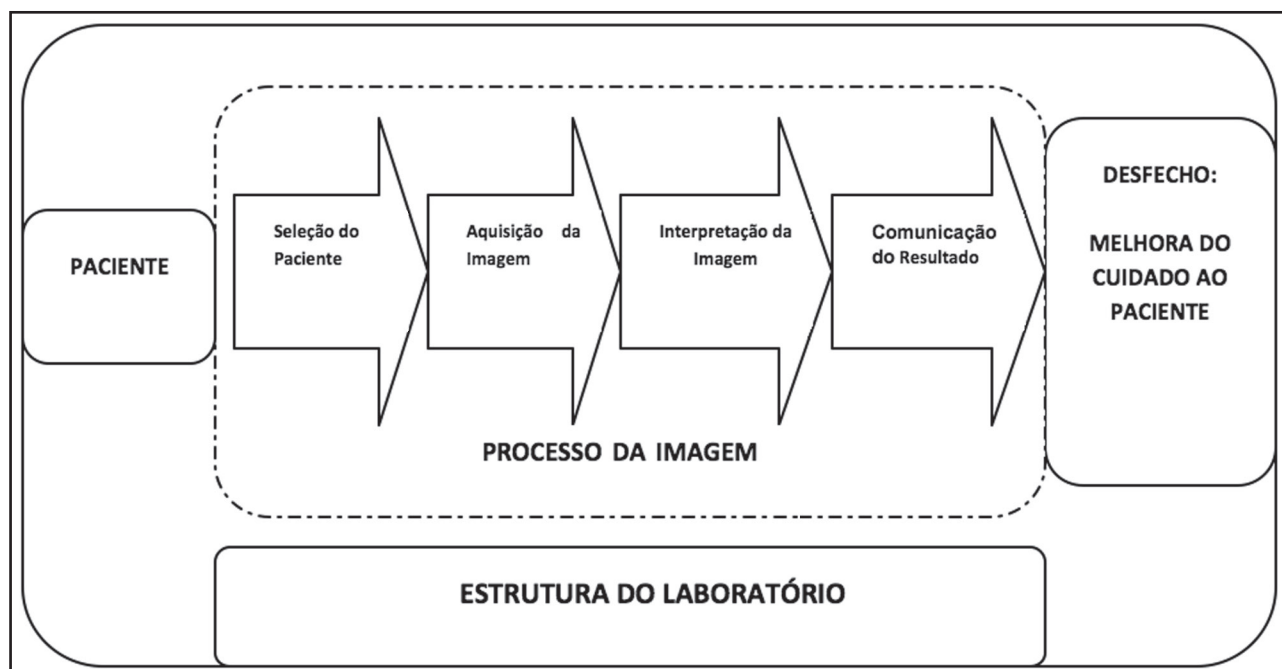 PACIENTE
Seleção do
Paciente
Aquisição da
Imagem
Interpretação da
Imagem
Comunicação
do Resultado
PROCESSO DA IMAGEM
DESFECHO:
MELHORA DO
CUIDADO AO
PACIENTE
ESTRUTURA DO LABORATÓRIO